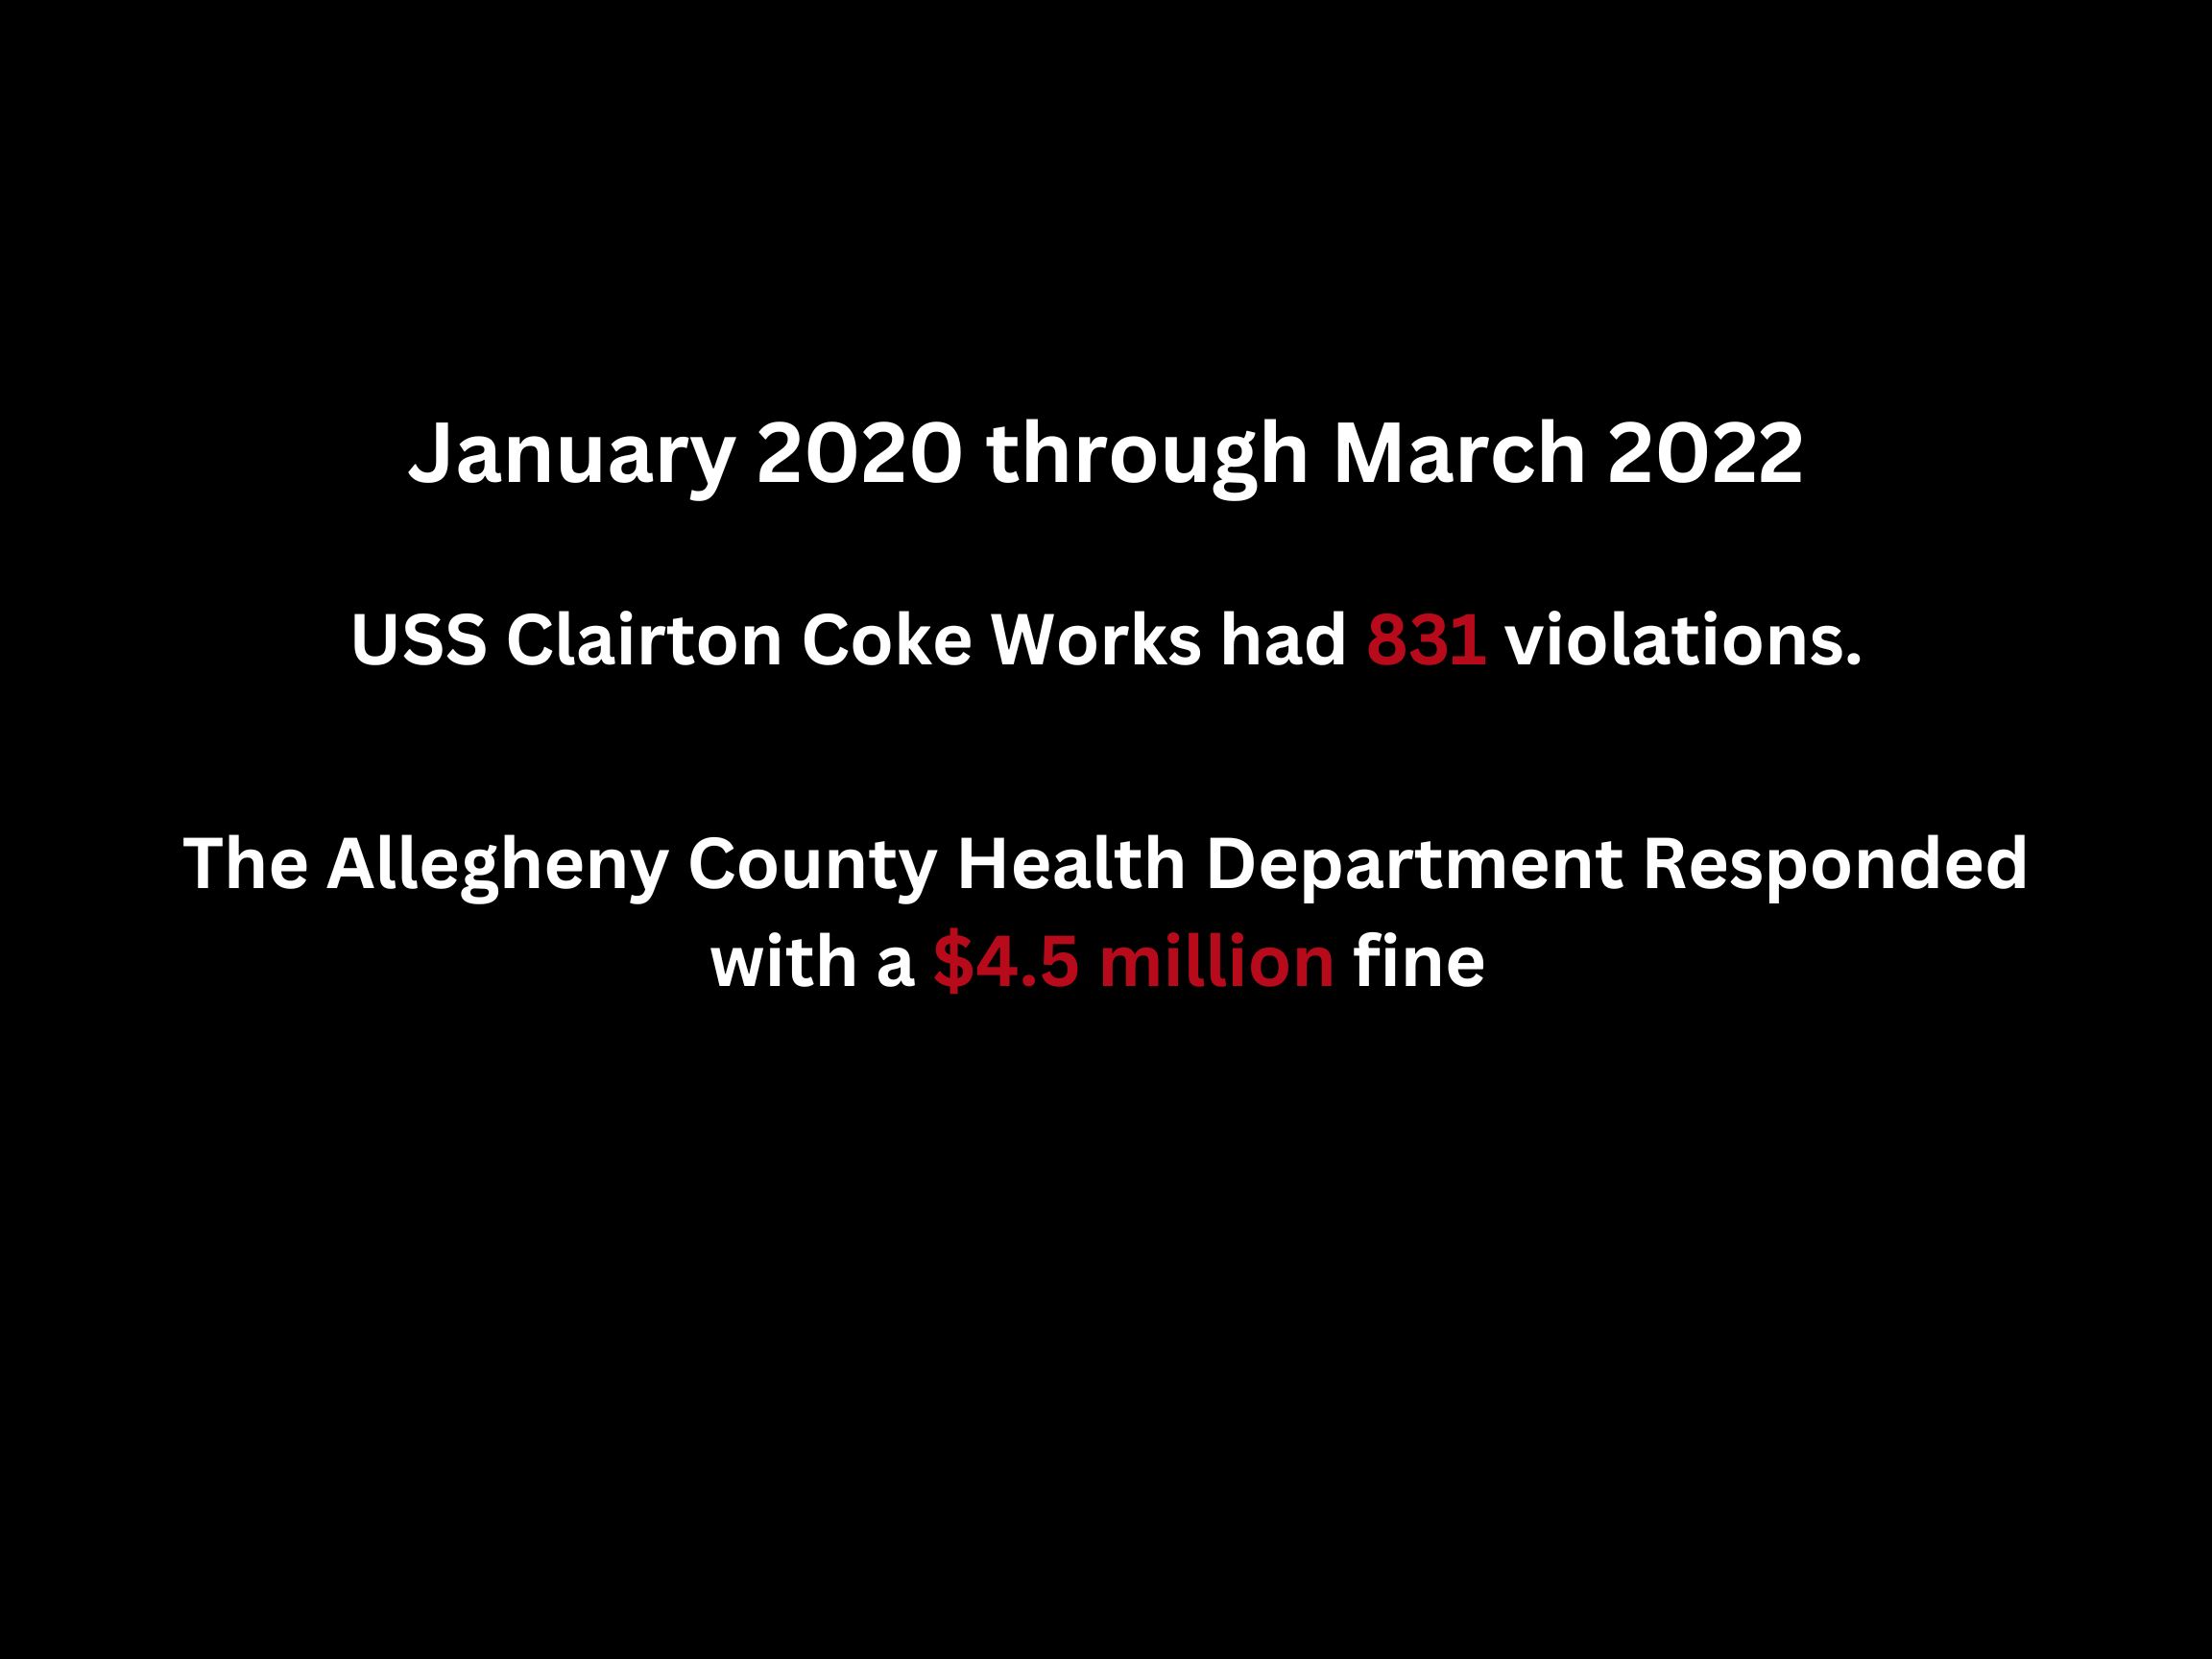 January 2020 through March 2022
USS Clairton Coke Works had 831 violations.
The Allegheny County Health Department Responded
with a $4.5 million fine